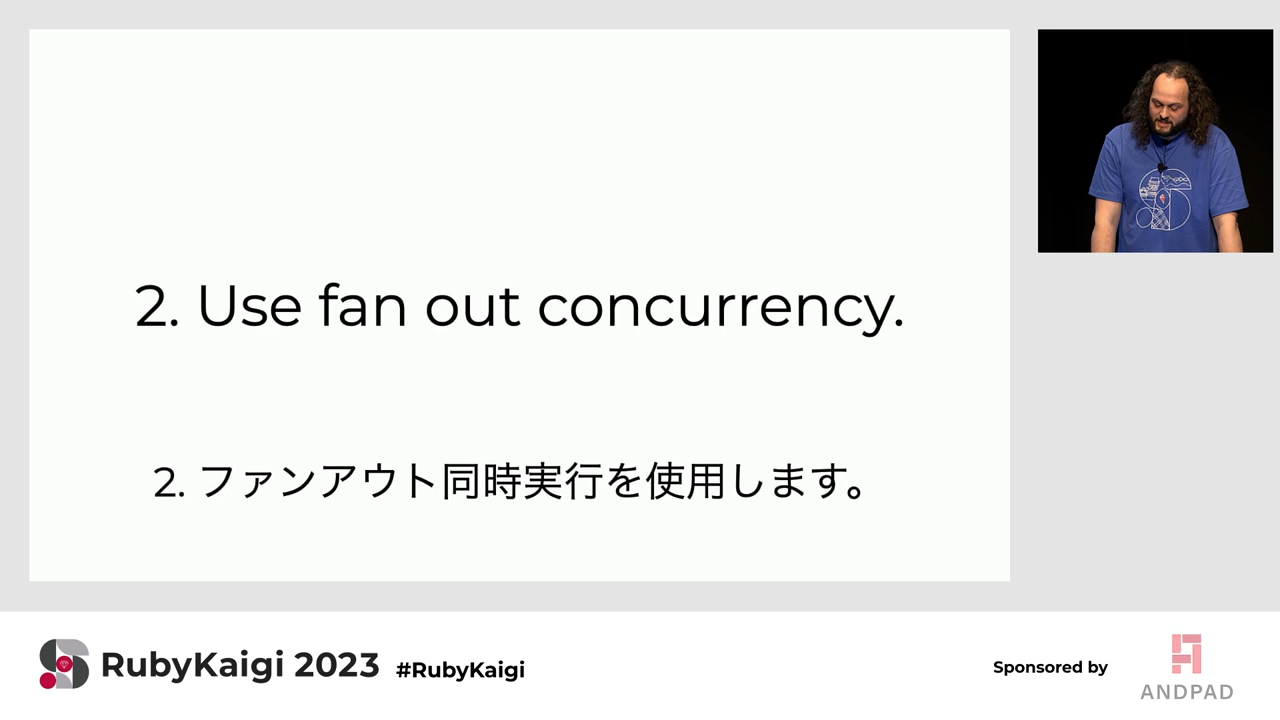 2. Use fan out concurrency.
2. ファンアウト同時実行を使用します。
RubyKaigi 2023 #RubyKaigi
Sponsored by
ANDPAD